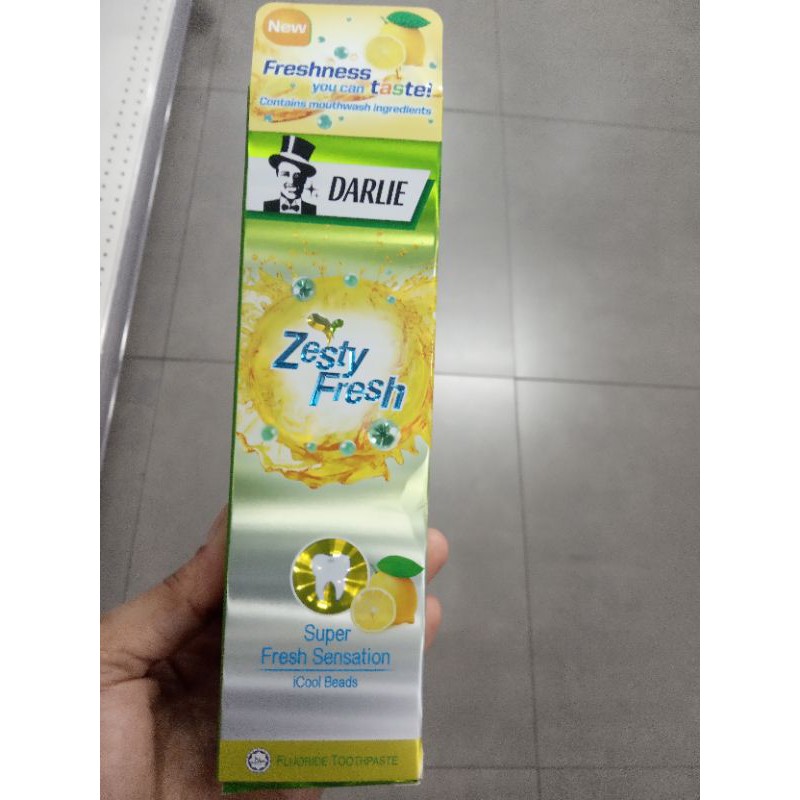 New
Freshness
you can taste!
Contains mouthwash ingredients
DARLIE
Zesty
Fresh
Super
Fresh Sensation
iCool Beads
FLUORIDE TOOTHPASTE